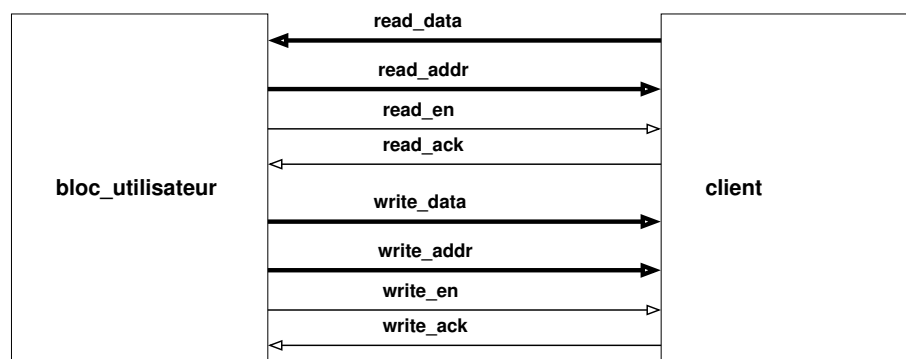 read_data
read_addr
read_en
read_ack
bloc_utilisateur
client
write_data
write_addr
write_en
write_ack